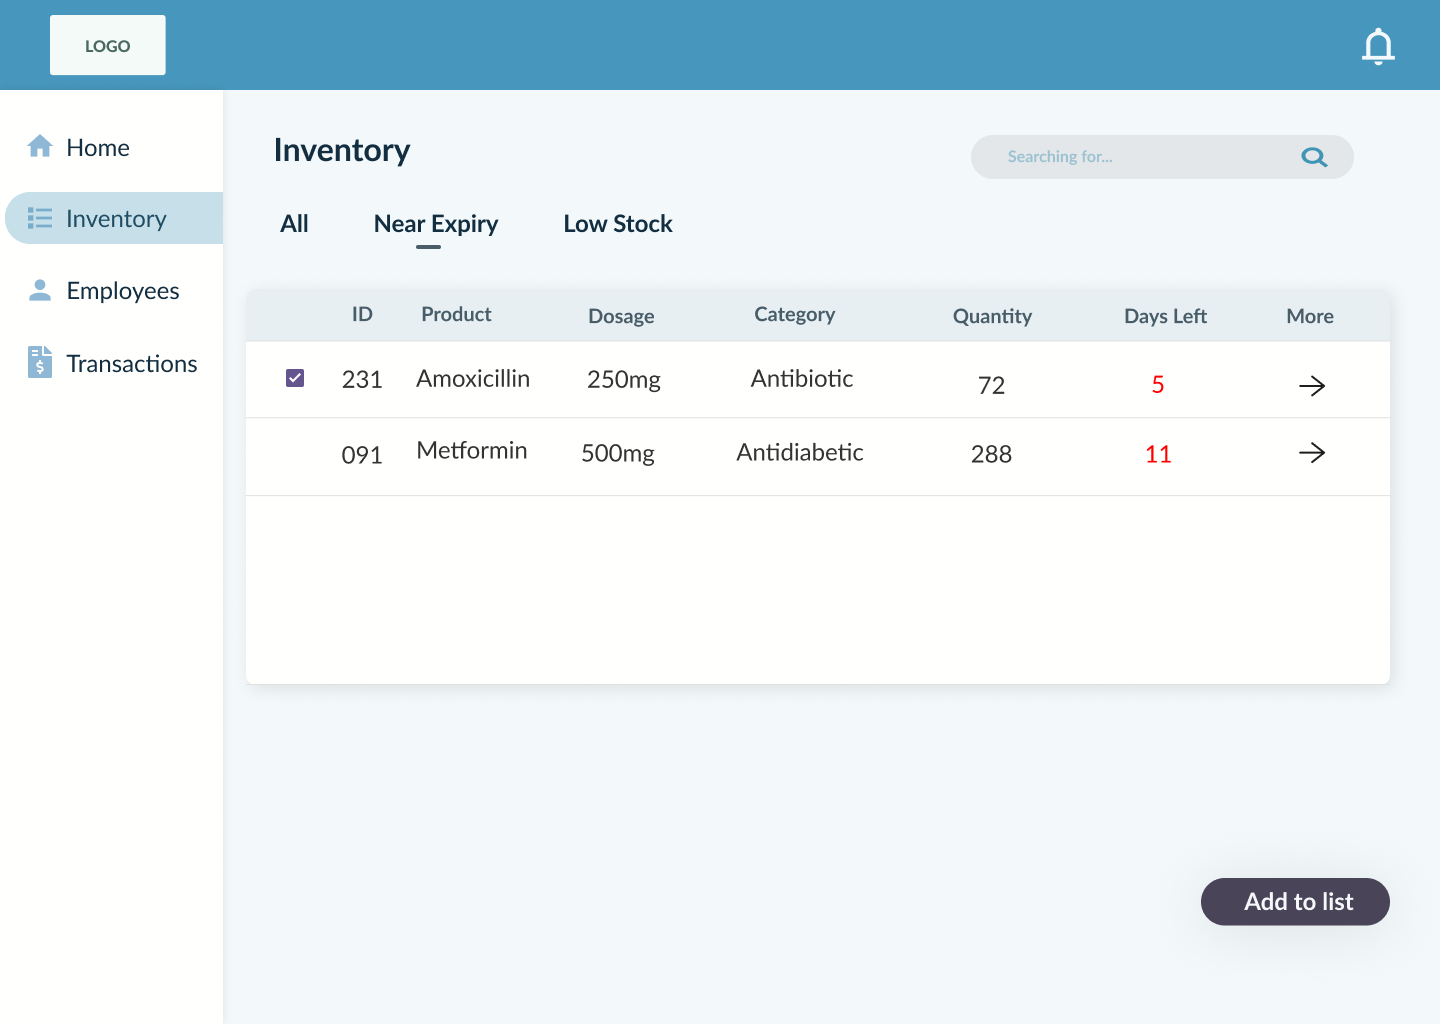 LOGO
Home
Inventory
Employees
Transactions
Inventory
Searching for...
All Near Expiry Low Stock
ID Product Dosage Category Quantity Days Left More
231 Amoxicillin 250mg Antibiotic 72 5
091 Metformin 500mg Antidiabetic 288 11
Add to list